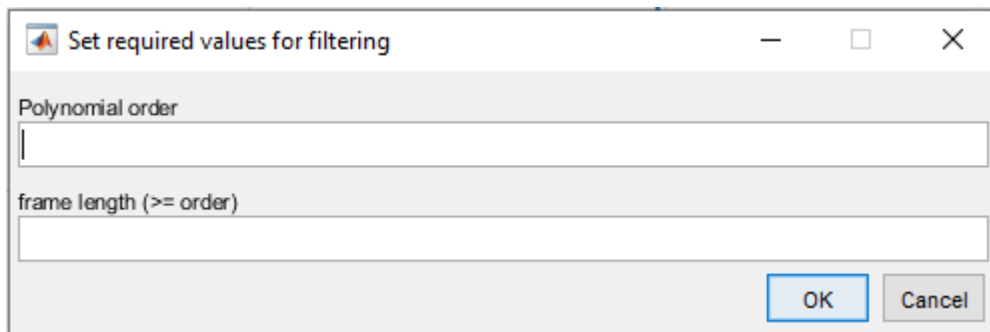 Set required values for filtering
Polynomial order
frame length (>= order)
OK Cancel